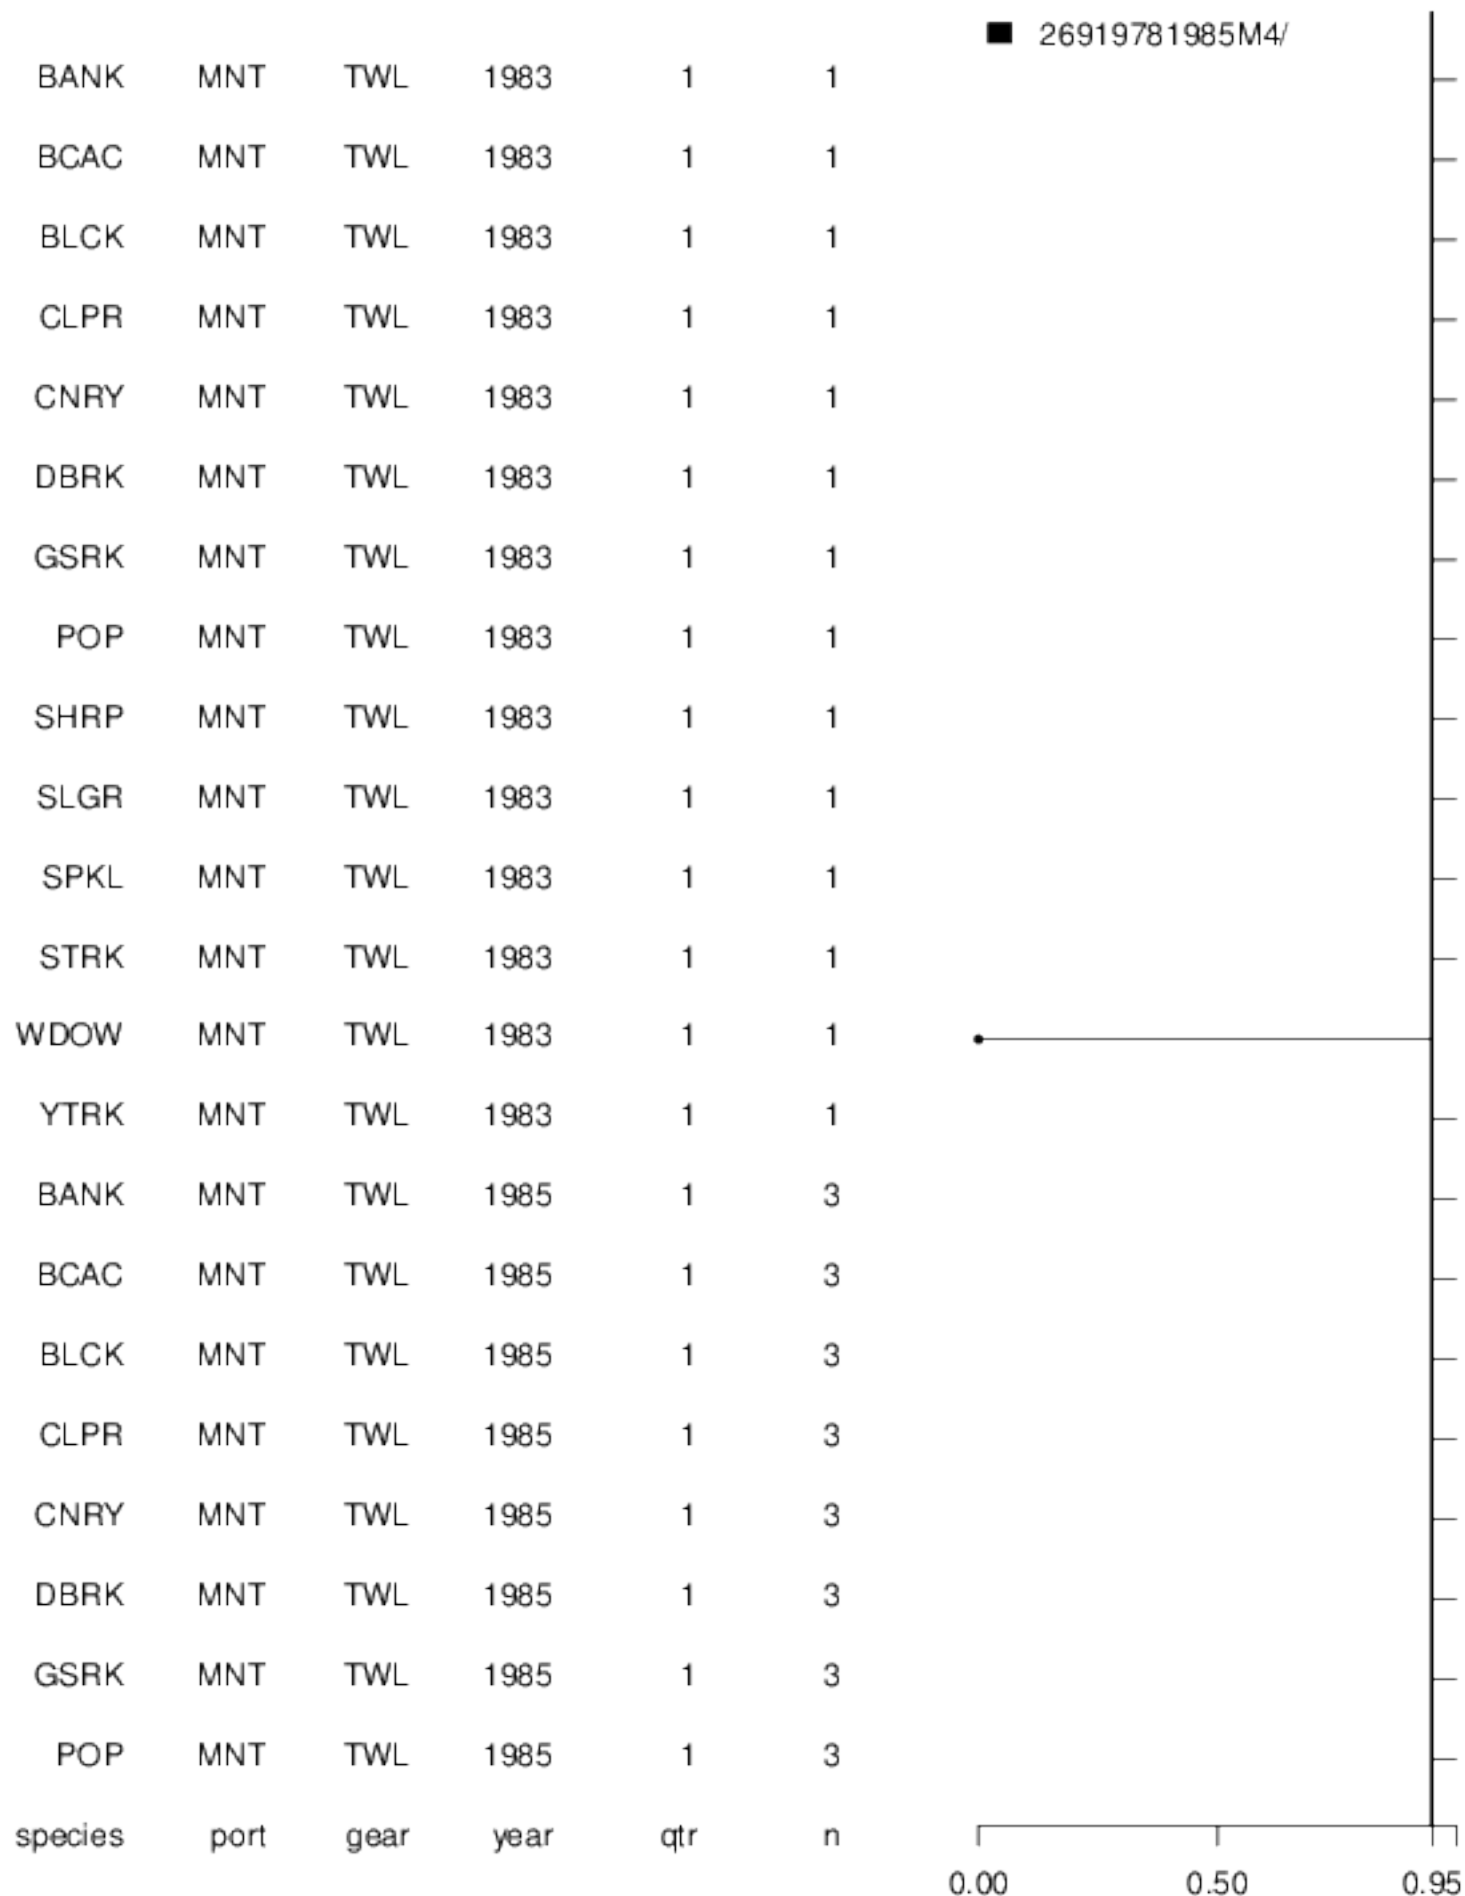 26919781985M4/
BANK MNT TWL 1983 1 1
BCAC MNT TWL 1983 1 1
BLCK MNT TWL 1983 1 1
CLPR MNT TWL 1983 1 1
CNRY MNT TWL 1983 1 1
DBRK MNT TWL 1983 1 1
GSRK MNT TWL 1983 1 1
POP MNT TWL 1983 1 1
SHRP MNT TWL 1983 1 1
SLGR MNT TWL 1983 1 1
SPKL MNT TWL 1983 1 1
STRK MNT TWL 1983 1 1
WDOW MNT TWL 1983 1 1
YTRK MNT TWL 1983 1 1
BANK MNT TWL 1985 1 3
BCAC MNT TWL 1985 1 3
BLCK MNT TWL 1985 1 3
CLPR MNT TWL 1985 1 3
CNRY MNT TWL 1985 1 3
DBRK MNT TWL 1985 1 3
GSRK MNT TWL 1985 1 3
POP MNT TWL 1985 1 3
species port gear year qtr n
0.00 0.50 0.95